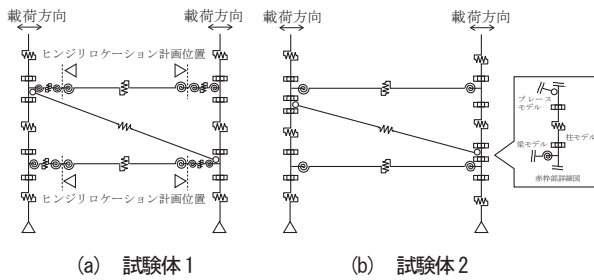 載荷方向 載荷方向 載荷方向 載荷方向
ヒンジリロケーション計画位置
ブレース
モデル
柱モデル
梁モデル
赤枠部詳細図
ヒンジリロケーション計画位置
(a) 試験体1 (b) 試験体2